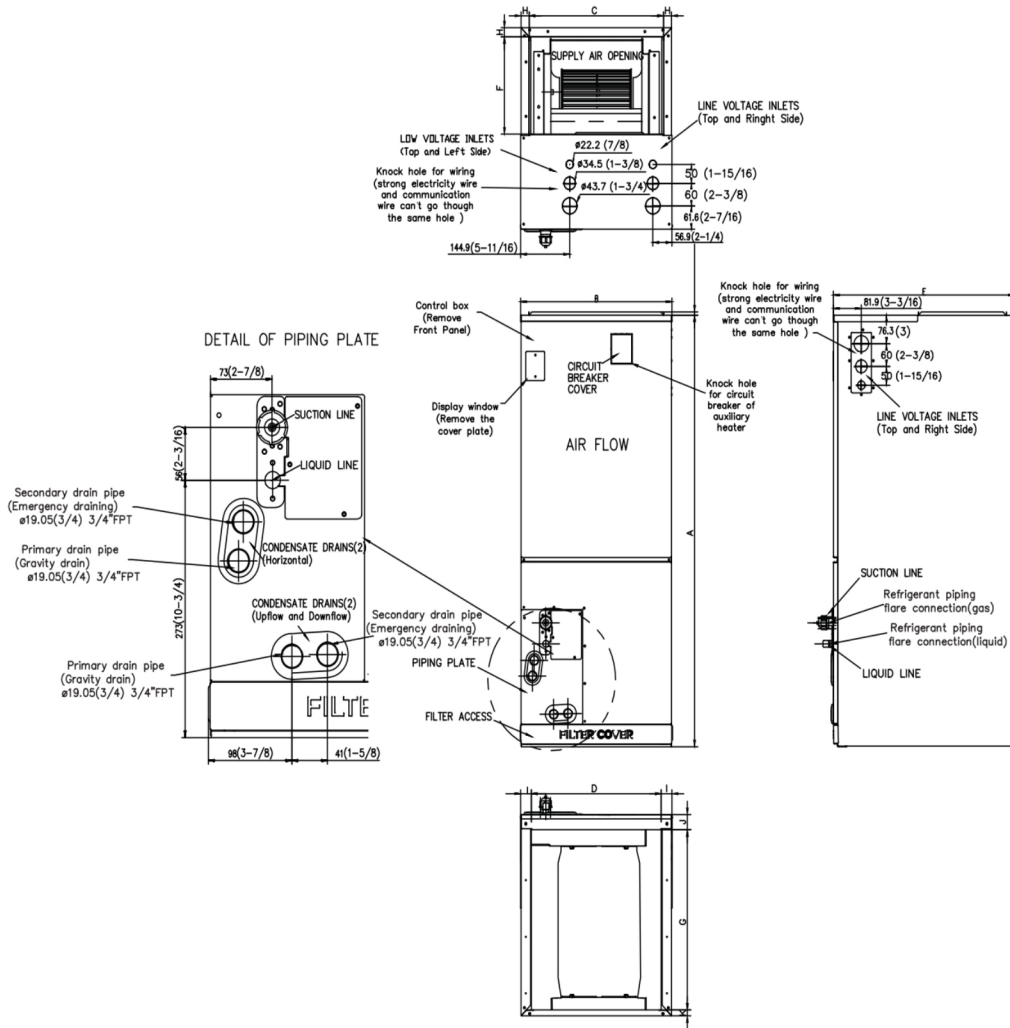 H
C
H
H
F
SUPPLY AIR OPENING
LINE VOLTAGE INLETS
(Top and Ringht Side)
LOW VOLTAGE INLETS
(Top and Left Side)
ø22.2 (7/8)
ø34.5 (1-3/8)
ø43.7 (1-3/4)
Knock hole for wiring
(strong electricity wire
and communication
wire can't go though
the same hole )
50 (1-15/16)
60 (2-3/8)
61.6(2-7/16)
56.9(2-1/4)
144.9(5-11/16)
B
Control box
(Remove
Front Panel)
CIRCUIT
BREAKER
COVER
Display window
(Remove the
cover plate)
Knock hole
for circuit
breaker of
auxiliary
heater
AIR FLOW
A
Knock hole for wiring
(strong electricity wire
and communication
wire can't go though
the same hole )
E
81.9(3-3/16)
76.3(3)
60 (2-3/8)
50 (1-15/16)
LINE VOLTAGE INLETS
(Top and Right Side)
DETAIL OF PIPING PLATE
73(2-7/8)
SUCTION LINE
56(2-3/16)
LIQUID LINE
Secondary drain pipe
(Emergency draining)
ø19.05(3/4) 3/4"FPT
Primary drain pipe
(Gravity drain)
ø19.05(3/4) 3/4"FPT
CONDENSATE DRAINS(2)
(Horizontal)
273(10-3/4)
CONDENSATE DRAINS(2)
(Upflow and Downflow)
Secondary drain pipe
(Emergency draining)
ø19.05(3/4) 3/4"FPT
Primary drain pipe
(Gravity drain)
ø19.05(3/4) 3/4"FPT
FILTE
98(3-7/8)
41(1-5/8)
PIPING PLATE
FILTER ACCESS
FILTER COVER
SUCTION LINE
Refrigerant piping
flare connection(gas)
Refrigerant piping
flare connection(liquid)
LIQUID LINE
I
D
I
J
G
K